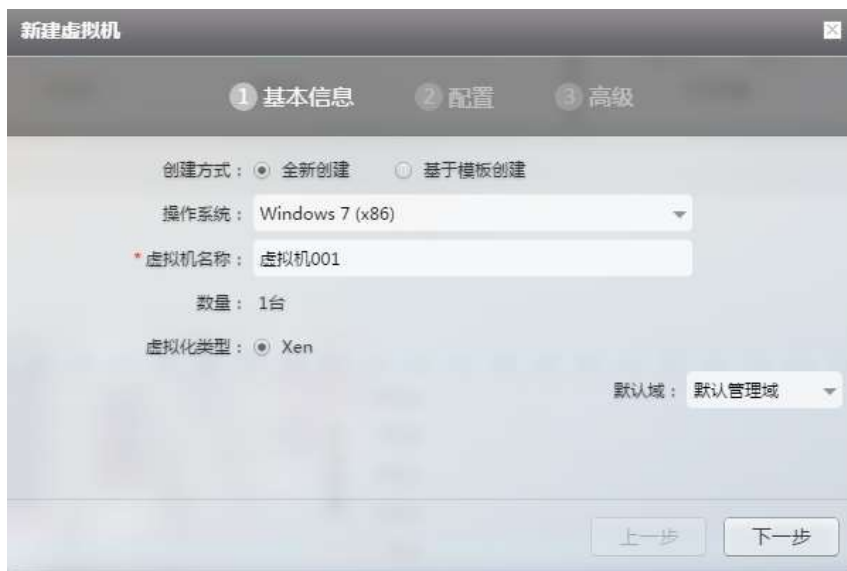 新建虚拟机
1 基本信息 2 配置 3 高级
创建方式： 全新创建 基于模板创建
操作系统： Windows 7 (x86)
*虚拟机名称： 虚拟机001
数量： 1台
虚拟化类型： Xen
默认域： 默认管理域
上一步 下一步